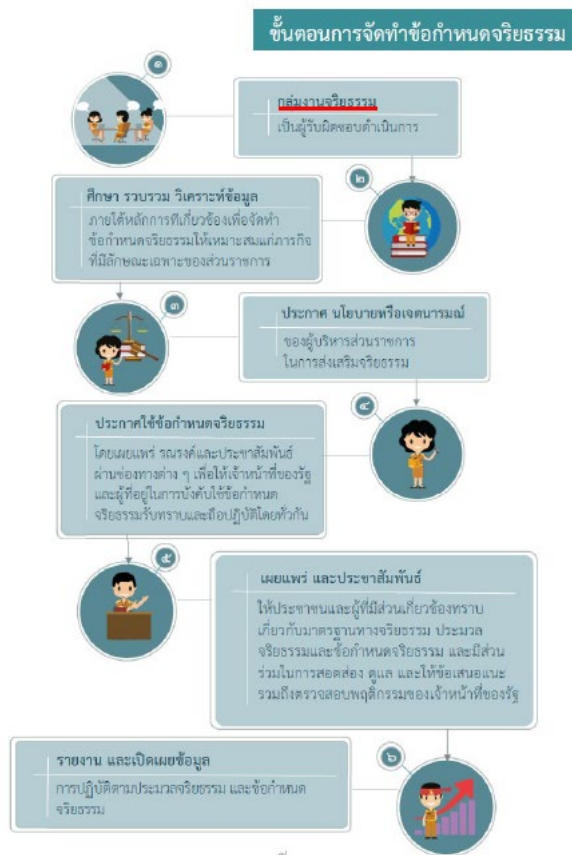 ขั้นตอนการจัดทำข้อกำหนดจริยธรรม
๑
กลุ่มงานจริยธรรม
เป็นผู้รับผิดชอบดำเนินการ
๒
ศึกษา รวบรวม วิเคราะห์ข้อมูล
ภายใต้หลักการที่เกี่ยวข้องเพื่อจัดทำ
ข้อกำหนดจริยธรรมให้เหมาะสมแก่ภารกิจ
ที่มีลักษณะเฉพาะของส่วนราชการ
๓
ประกาศ นโยบายหรือเจตนารมณ์
ของผู้บริหารส่วนราชการ
ในการส่งเสริมจริยธรรม
๔
ประกาศใช้ข้อกำหนดจริยธรรม
โดยเผยแพร่ รณรงค์และประชาสัมพันธ์
ผ่านช่องทางต่าง ๆ เพื่อให้เจ้าหน้าที่ของรัฐ
และผู้ที่อยู่ในการบังคับใช้ข้อกำหนด
จริยธรรมรับทราบและถือปฏิบัติโดยทั่วกัน
๕
เผยแพร่ และประชาสัมพันธ์
ให้ประชาชนและผู้ที่มีส่วนเกี่ยวข้องทราบ
เกี่ยวกับมาตรฐานทางจริยธรรม ประมวล
จริยธรรมและข้อกำหนดจริยธรรม และมีส่วน
ร่วมในการสอดส่อง ดูแล และให้ข้อเสนอแนะ
รวมถึงตรวจสอบพฤติกรรมของเจ้าหน้าที่ของรัฐ
๖
รายงาน และเปิดเผยข้อมูล
การปฏิบัติตามประมวลจริยธรรม และข้อกำหนด
จริยธรรม